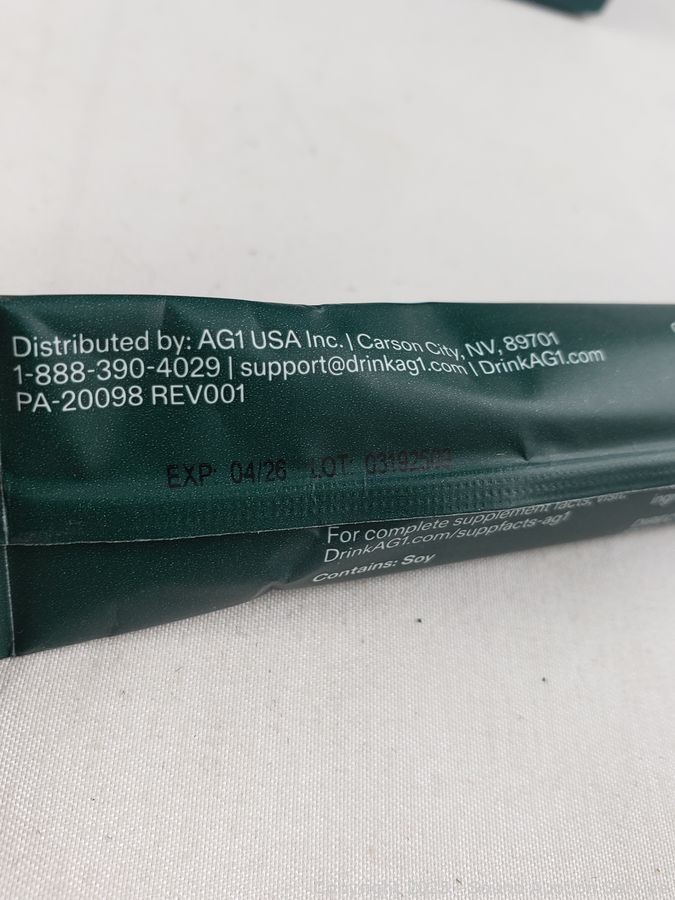 Distributed by: AG1 USA Inc. | Carson City, NV, 89701
1-888-390-4029 | support@drinkag1.com | DrinkAG1.com
PA-20098 REV001
EXP 04/26 LOT 03192503
For complete supplement facts, visit:
DrinkAG1.com/suppfacts-ag1
Contains: Soy